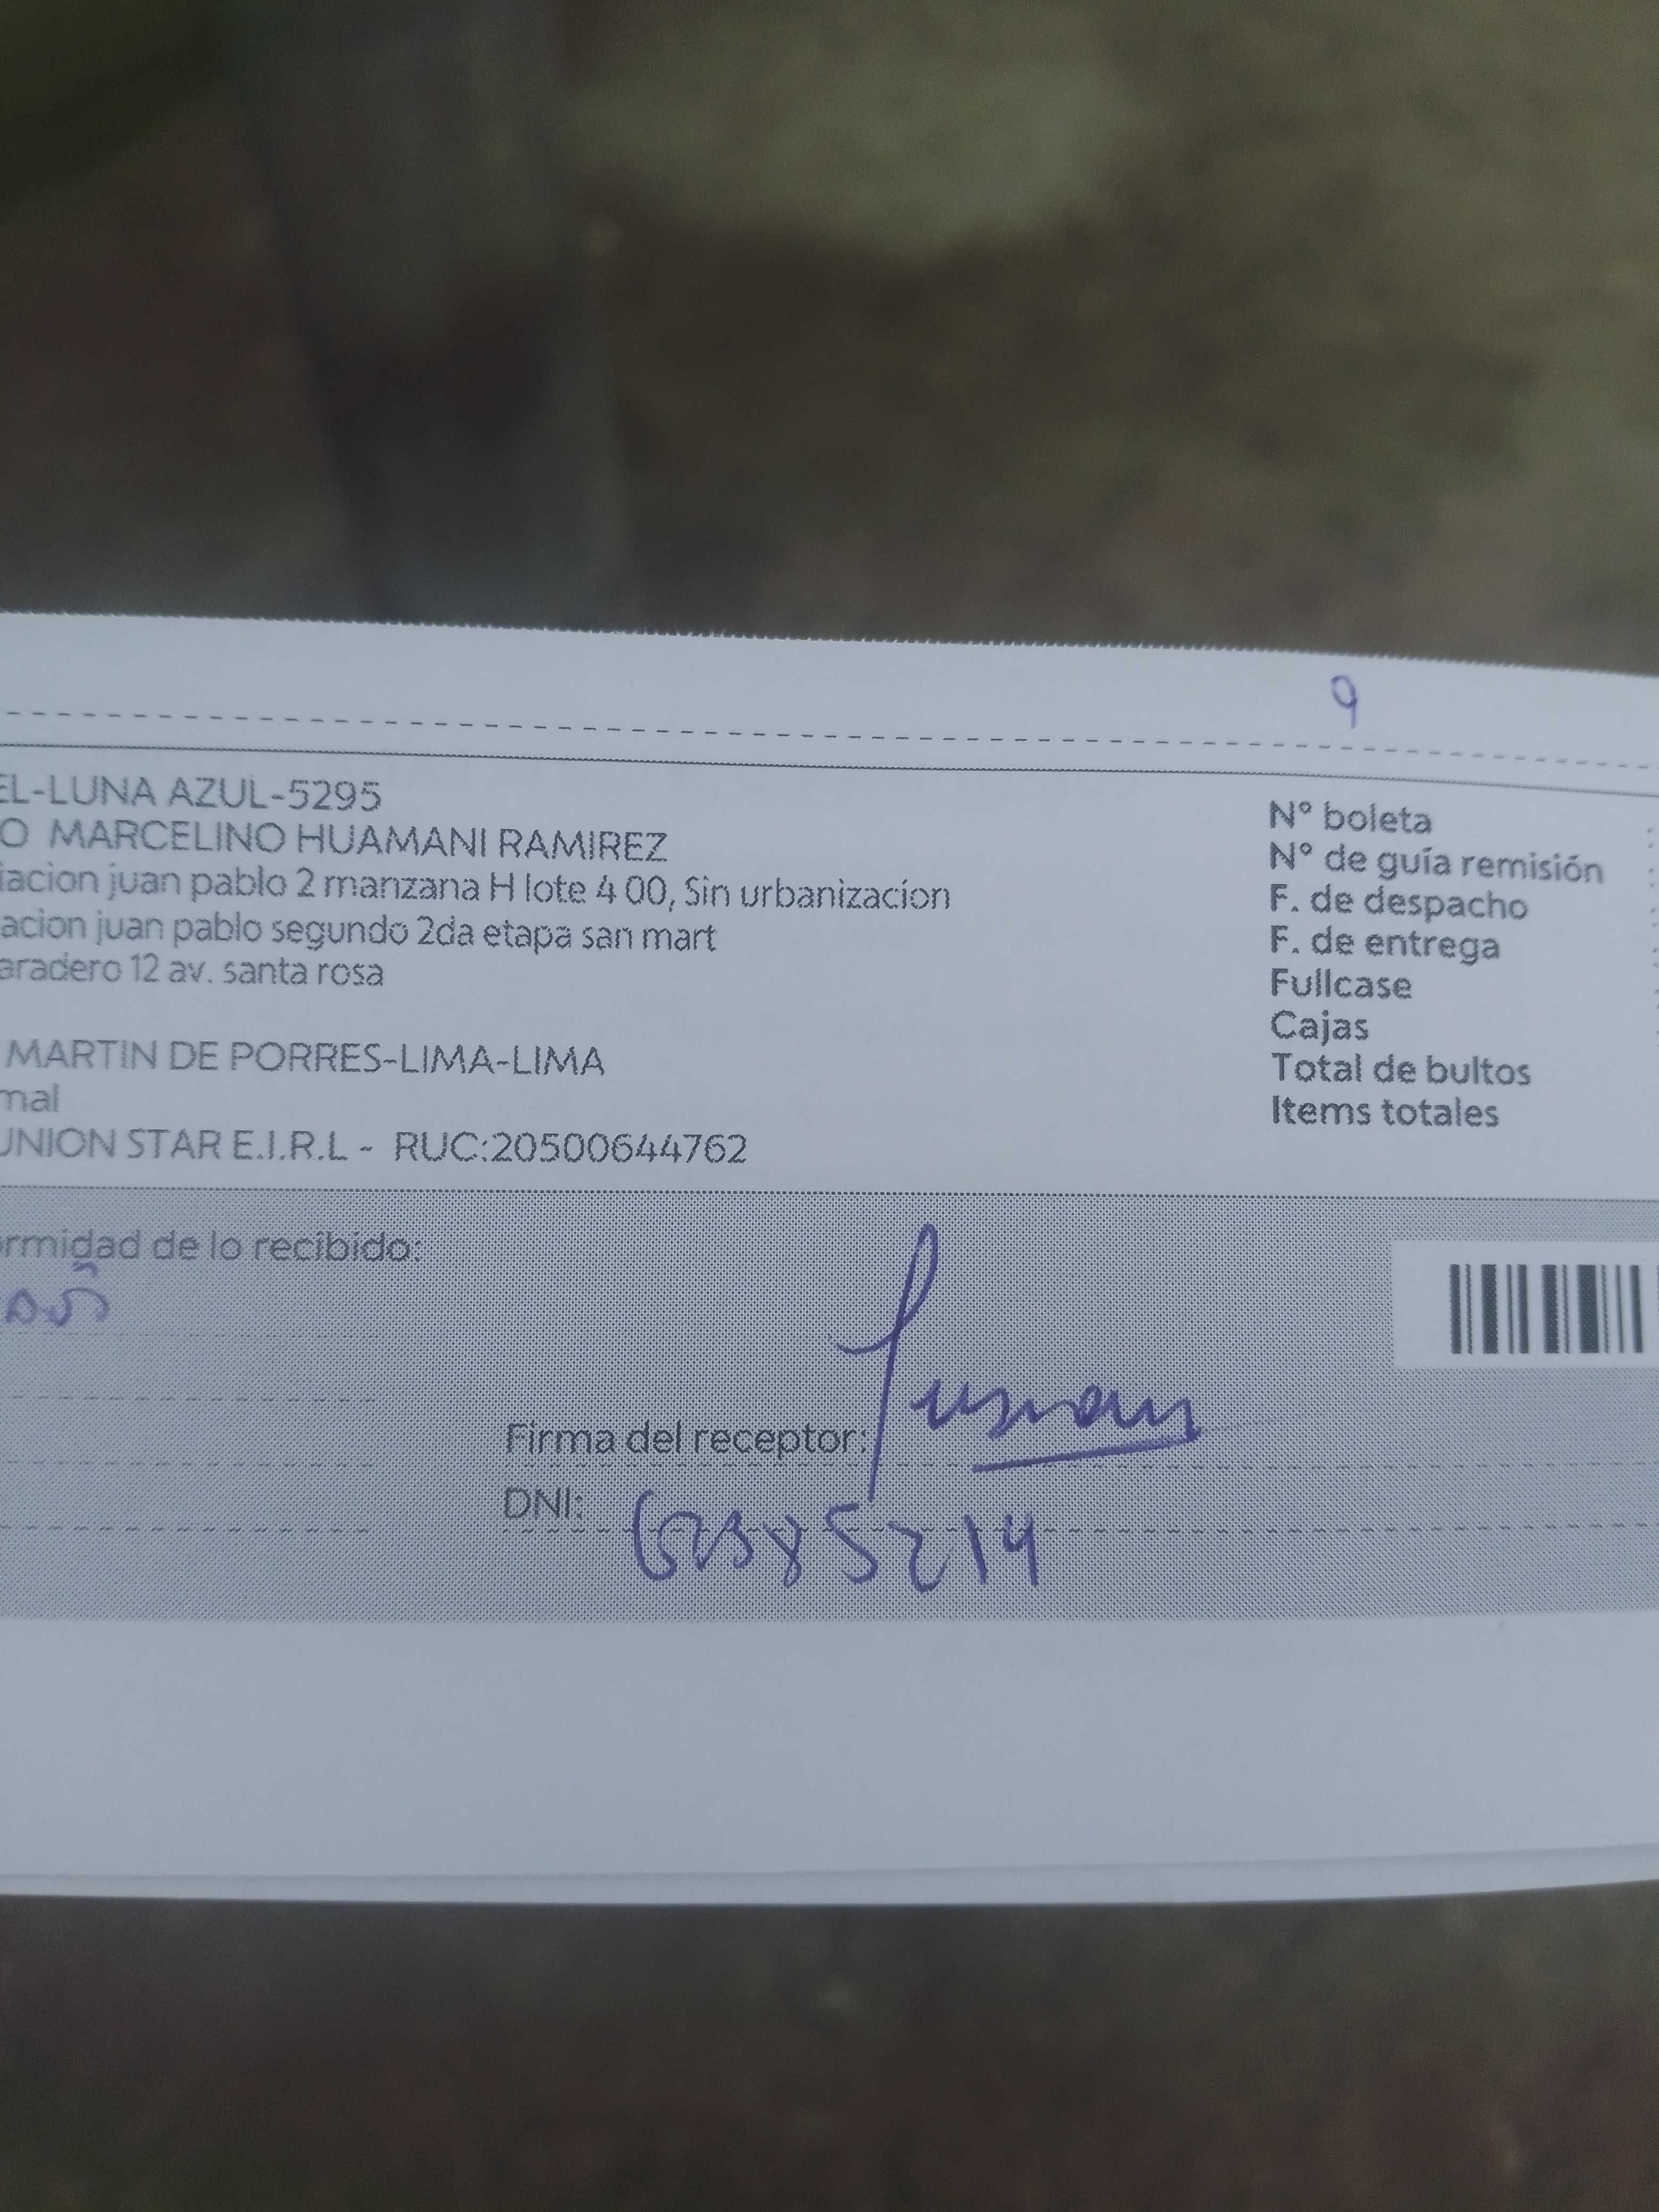 9
EL-LUNA AZUL-5295
O MARCELINO HUAMANI RAMIREZ
iacion juan pablo 2 manzana H lote 4 00, Sin urbanizacion
acion juan pablo segundo 2da etapa san mart
aradero 12 av. santa rosa
MARTIN DE PORRES-LIMA-LIMA
mal
UNION STAR E.I.R.L - RUC:20500644762
N° boleta
N° de guía remisión
F. de despacho
F. de entrega
Fullcase
Cajas
Total de bultos
Items totales
ormidad de lo recibido:
Firma del receptor:
DNI: